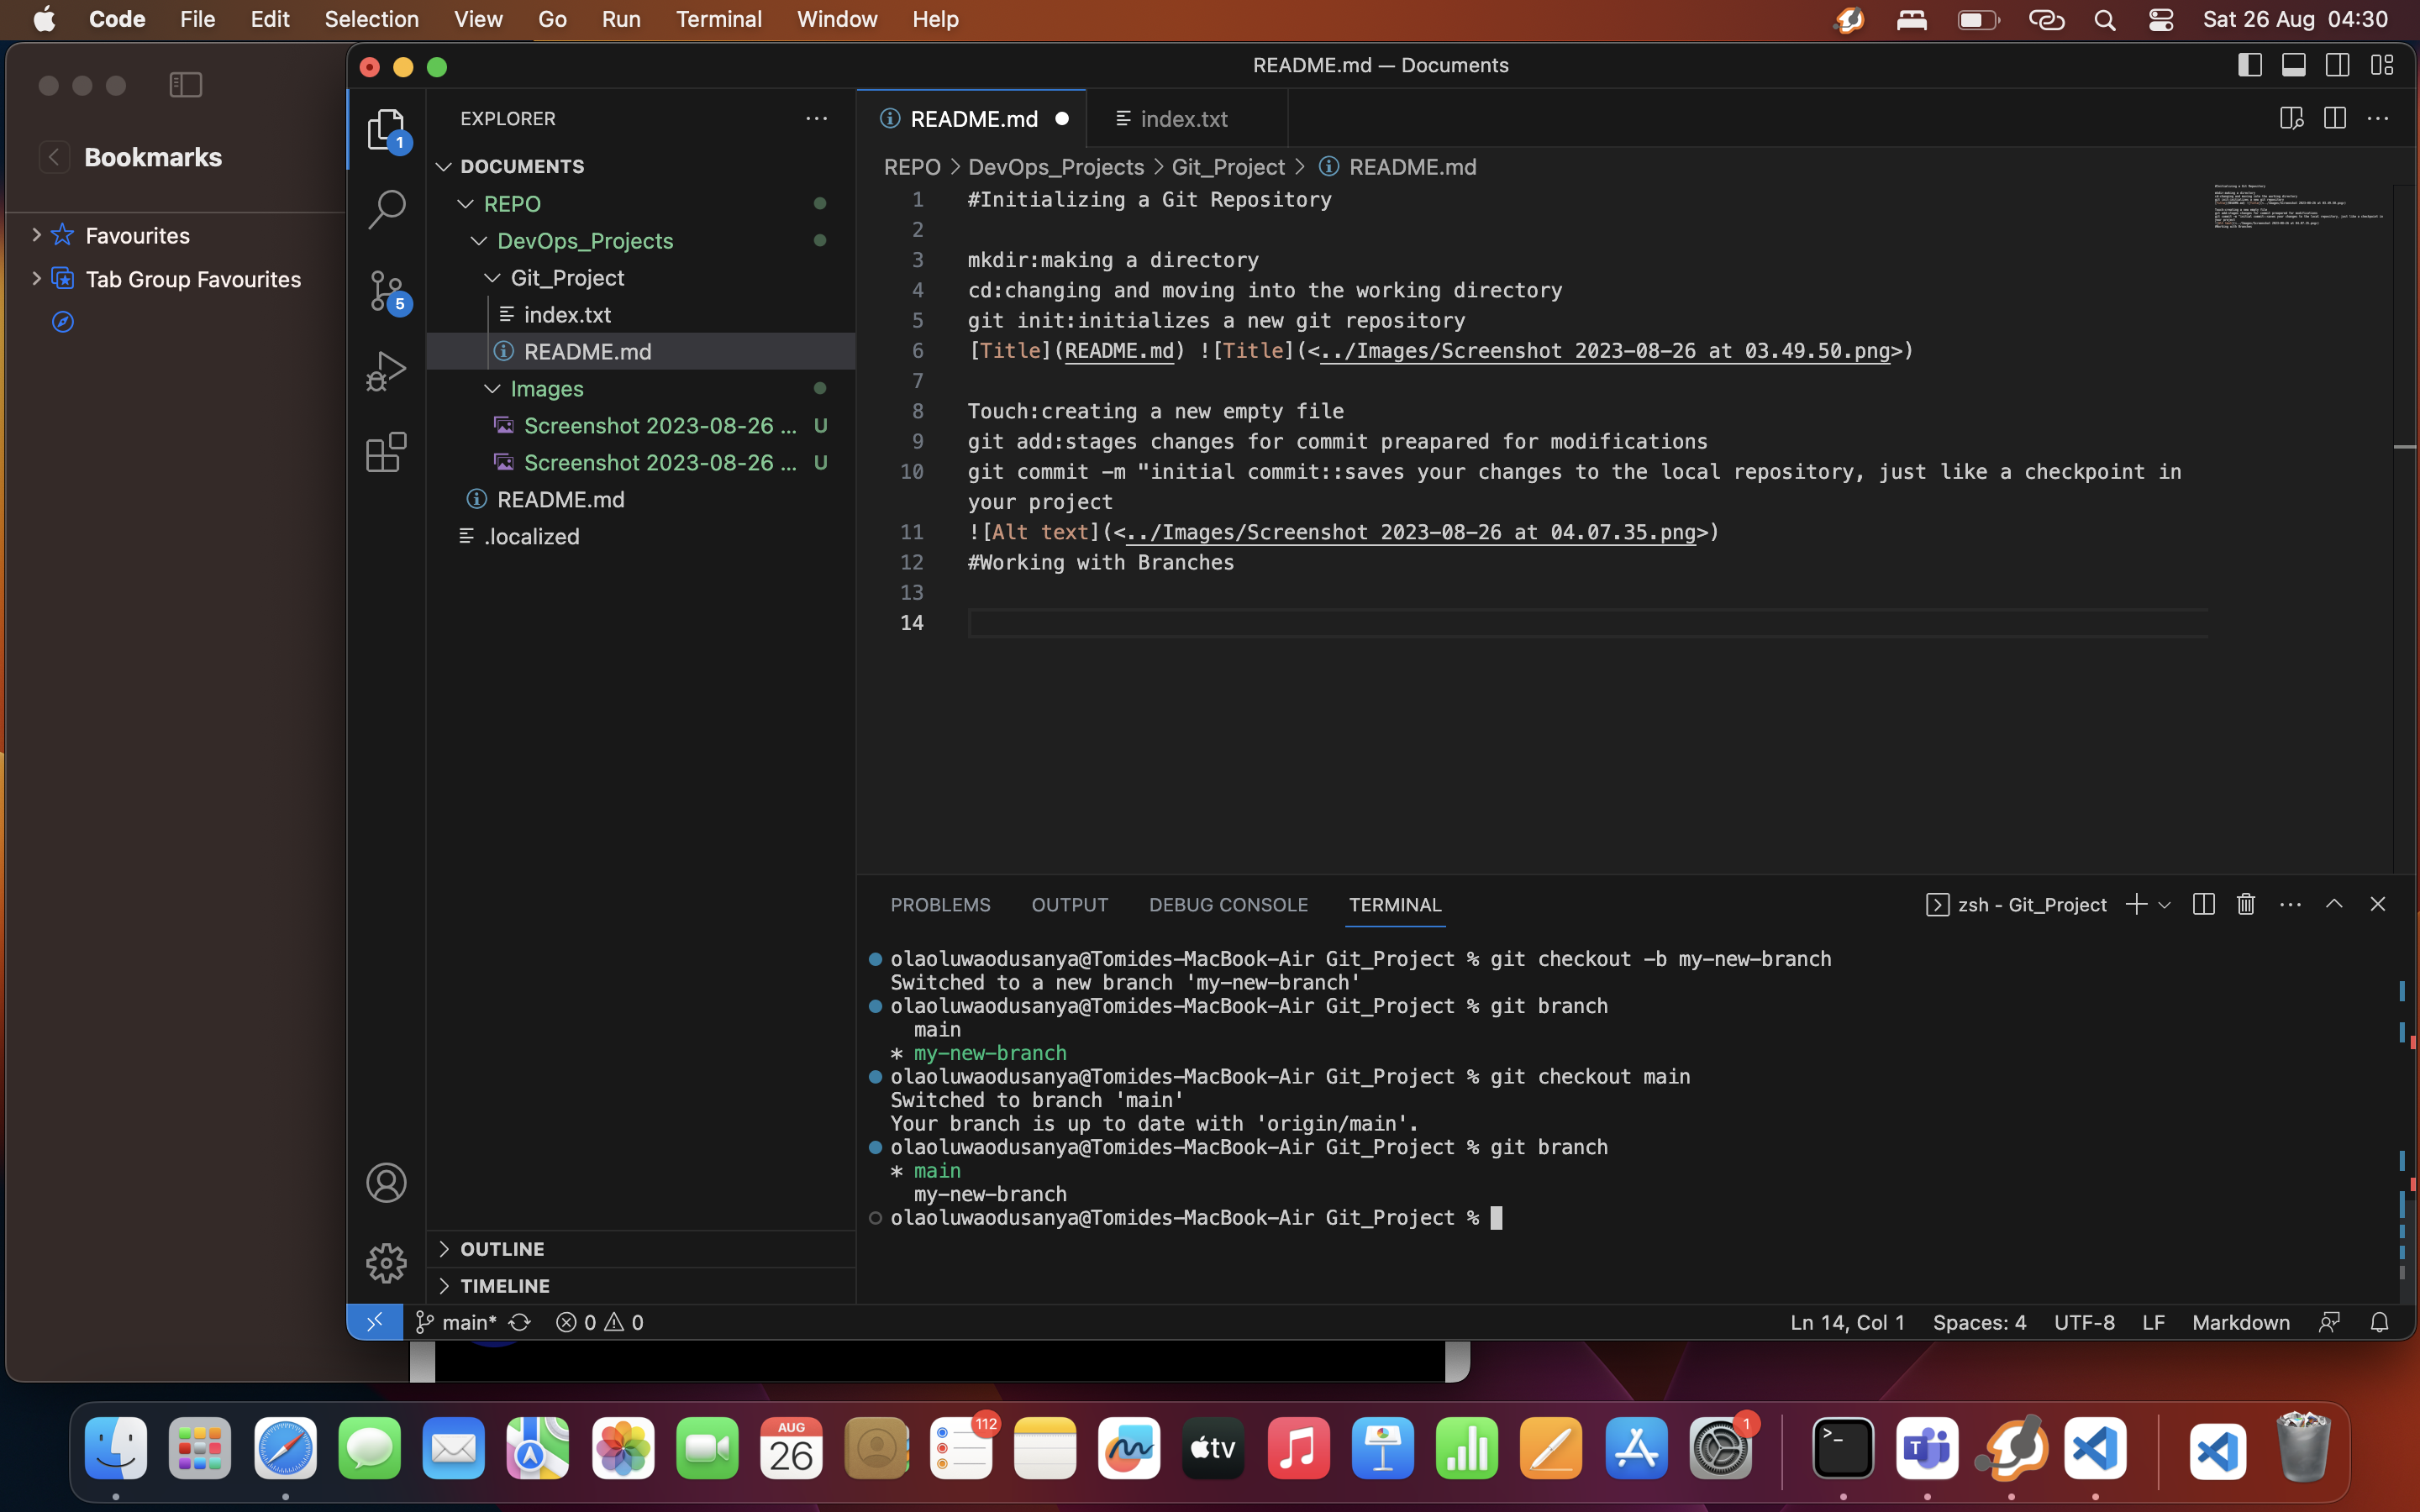 Code File Edit Selection View Go Run Terminal Window Help Sat 26 Aug 04:30
Bookmarks
Favourites
Tab Group Favourites
README.md — Documents
1
5
EXPLORER
DOCUMENTS
REPO
DevOps_Projects
Git_Project
index.txt
README.md
Images
Screenshot 2023-08-26 ... U
Screenshot 2023-08-26 ... U
README.md
.localized
OUTLINE
TIMELINE
README.md index.txt
REPO > DevOps_Projects > Git_Project > README.md
1 #Initializing a Git Repository
2
3 mkdir:making a directory
4 cd:changing and moving into the working directory
5 git init:initializes a new git repository
6 [Title](README.md) ![Title](<../Images/Screenshot 2023-08-26 at 03.49.50.png>)
7
8 Touch:creating a new empty file
9 git add:stages changes for commit preapared for modifications
10 git commit -m "initial commit::saves your changes to the local repository, just like a checkpoint in
your project
11 ![Alt text](<../Images/Screenshot 2023-08-26 at 04.07.35.png>)
12 #Working with Branches
13
14
PROBLEMS OUTPUT DEBUG CONSOLE TERMINAL zsh - Git_Project
olaoluwaodusanya@Tomides-MacBook-Air Git_Project % git checkout -b my-new-branch
Switched to a new branch 'my-new-branch'
olaoluwaodusanya@Tomides-MacBook-Air Git_Project % git branch
main
* my-new-branch
olaoluwaodusanya@Tomides-MacBook-Air Git_Project % git checkout main
Switched to branch 'main'
Your branch is up to date with 'origin/main'.
olaoluwaodusanya@Tomides-MacBook-Air Git_Project % git branch
* main
my-new-branch
olaoluwaodusanya@Tomides-MacBook-Air Git_Project %
main* 0 0 Ln 14, Col 1 Spaces: 4 UTF-8 LF Markdown
AUG
26
112
tv
1
T